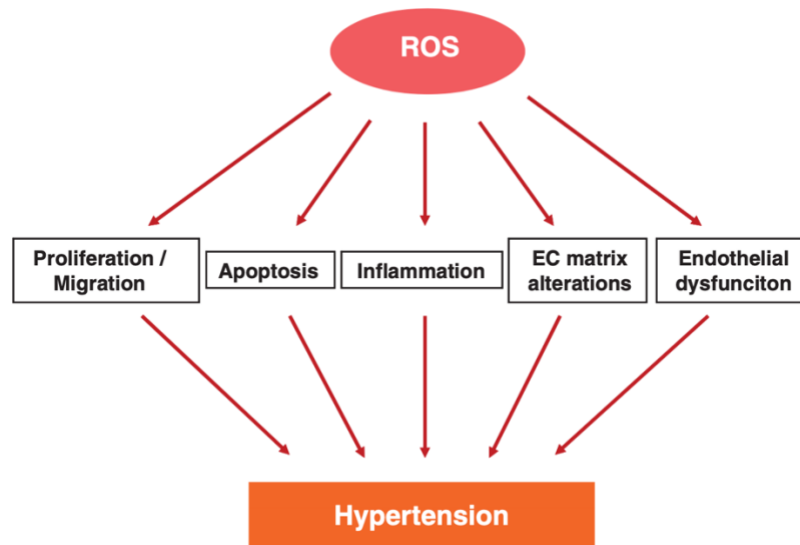 ROS
Proliferation /
Migration
Apoptosis
Inflammation
EC matrix
alterations
Endothelial
dysfunciton
Hypertension